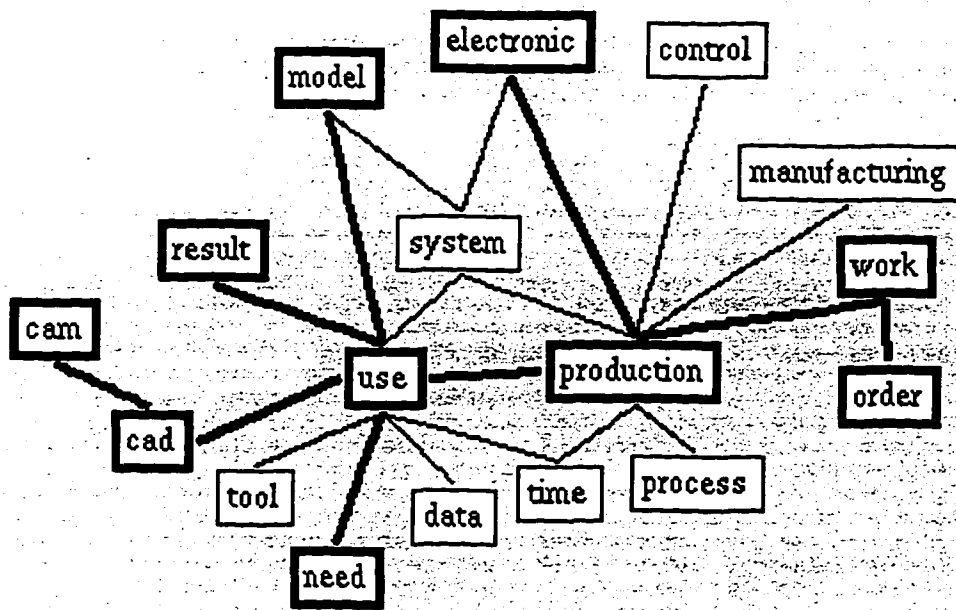 electronic
control
model
manufacturing
system
result
work
cam
use
production
order
cad
tool
data
time
process
need